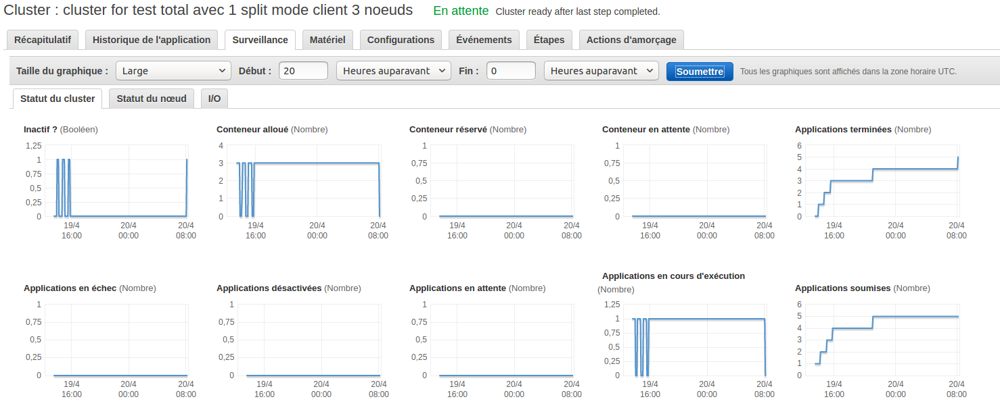 Cluster : cluster for test total avec 1 split mode client 3 noeuds En attente Cluster ready after last step completed.
Récapitulatif Historique de l'application Surveillance Matériel Configurations Événements Étapes Actions d'amorçage
Taille du graphique : Large Début : 20 Heures auparavant Fin : 0 Heures auparavant Soumettre Tous les graphiques sont affichés dans la zone horaire UTC.
Statut du cluster Statut du nœud I/O
Inactif ? (Booléen)
1,25
1
0,75
0,5
0,25
0
19/4 20/4 20/4
16:00 00:00 08:00
Conteneur alloué (Nombre)
4
3
2
1
0
19/4 20/4 20/4
16:00 00:00 08:00
Conteneur réservé (Nombre)
1
0,75
0,5
0,25
0
19/4 20/4 20/4
16:00 00:00 08:00
Conteneur en attente (Nombre)
1
0,75
0,5
0,25
0
19/4 20/4 20/4
16:00 00:00 08:00
Applications terminées (Nombre)
6
5
4
3
2
1
0
19/4 20/4 20/4
16:00 00:00 08:00
Applications en échec (Nombre)
1
0,75
0,5
0,25
0
19/4 20/4 20/4
16:00 00:00 08:00
Applications désactivées (Nombre)
1
0,75
0,5
0,25
0
19/4 20/4 20/4
16:00 00:00 08:00
Applications en attente (Nombre)
1
0,75
0,5
0,25
0
19/4 20/4 20/4
16:00 00:00 08:00
Applications en cours d'exécution
(Nombre)
1,25
1
0,75
0,5
0,25
0
19/4 20/4 20/4
16:00 00:00 08:00
Applications soumises (Nombre)
6
5
4
3
2
1
0
19/4 20/4 20/4
16:00 00:00 08:00